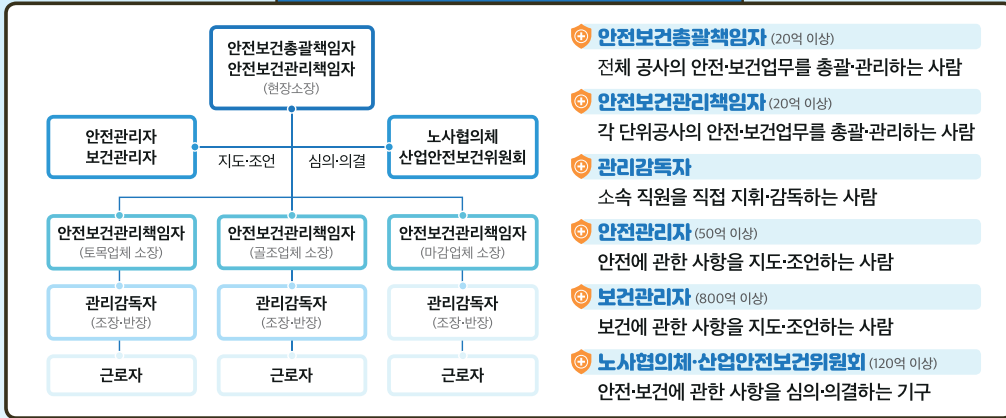 안전보건총괄책임자
안전보건관리책임자
(현장소장)
안전관리자
보건관리자
지도·조언
심의·의결
노사협의체
산업안전보건위원회
안전보건관리책임자
(토목업체 소장)
안전보건관리책임자
(골조업체 소장)
안전보건관리책임자
(마감업체 소장)
관리감독자
(조장·반장)
관리감독자
(조장·반장)
관리감독자
(조장·반장)
근로자
근로자
근로자
안전보건총괄책임자 (20억 이상)
전체 공사의 안전·보건업무를 총괄·관리하는 사람
안전보건관리책임자 (20억 이상)
각 단위공사의 안전·보건업무를 총괄·관리하는 사람
관리감독자
소속 직원을 직접 지휘·감독하는 사람
안전관리자 (50억 이상)
안전에 관한 사항을 지도·조언하는 사람
보건관리자 (800억 이상)
보건에 관한 사항을 지도·조언하는 사람
노사협의체·산업안전보건위원회 (120억 이상)
안전·보건에 관한 사항을 심의·의결하는 기구